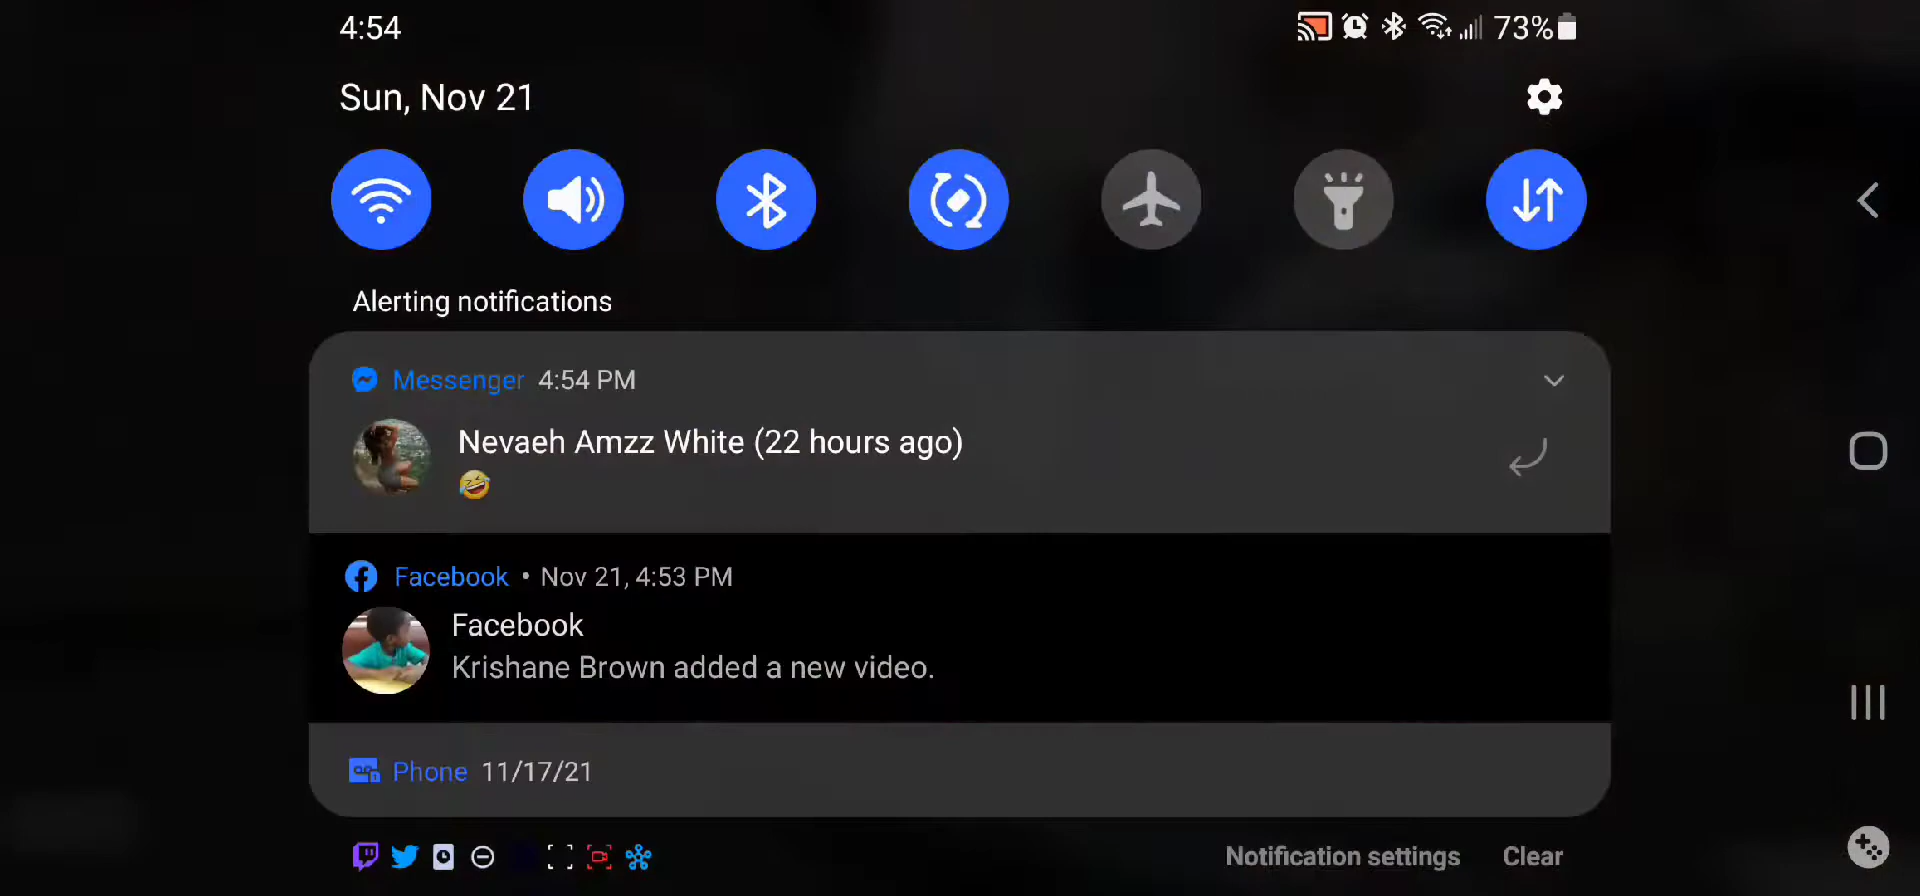 4:54
73%
Sun, Nov 21
Alerting notifications
Messenger 4:54 PM
Nevaeh Amzz White (22 hours ago)
🤣
Facebook • Nov 21, 4:53 PM
Facebook
Krishane Brown added a new video.
Phone 11/17/21
Notification settings Clear